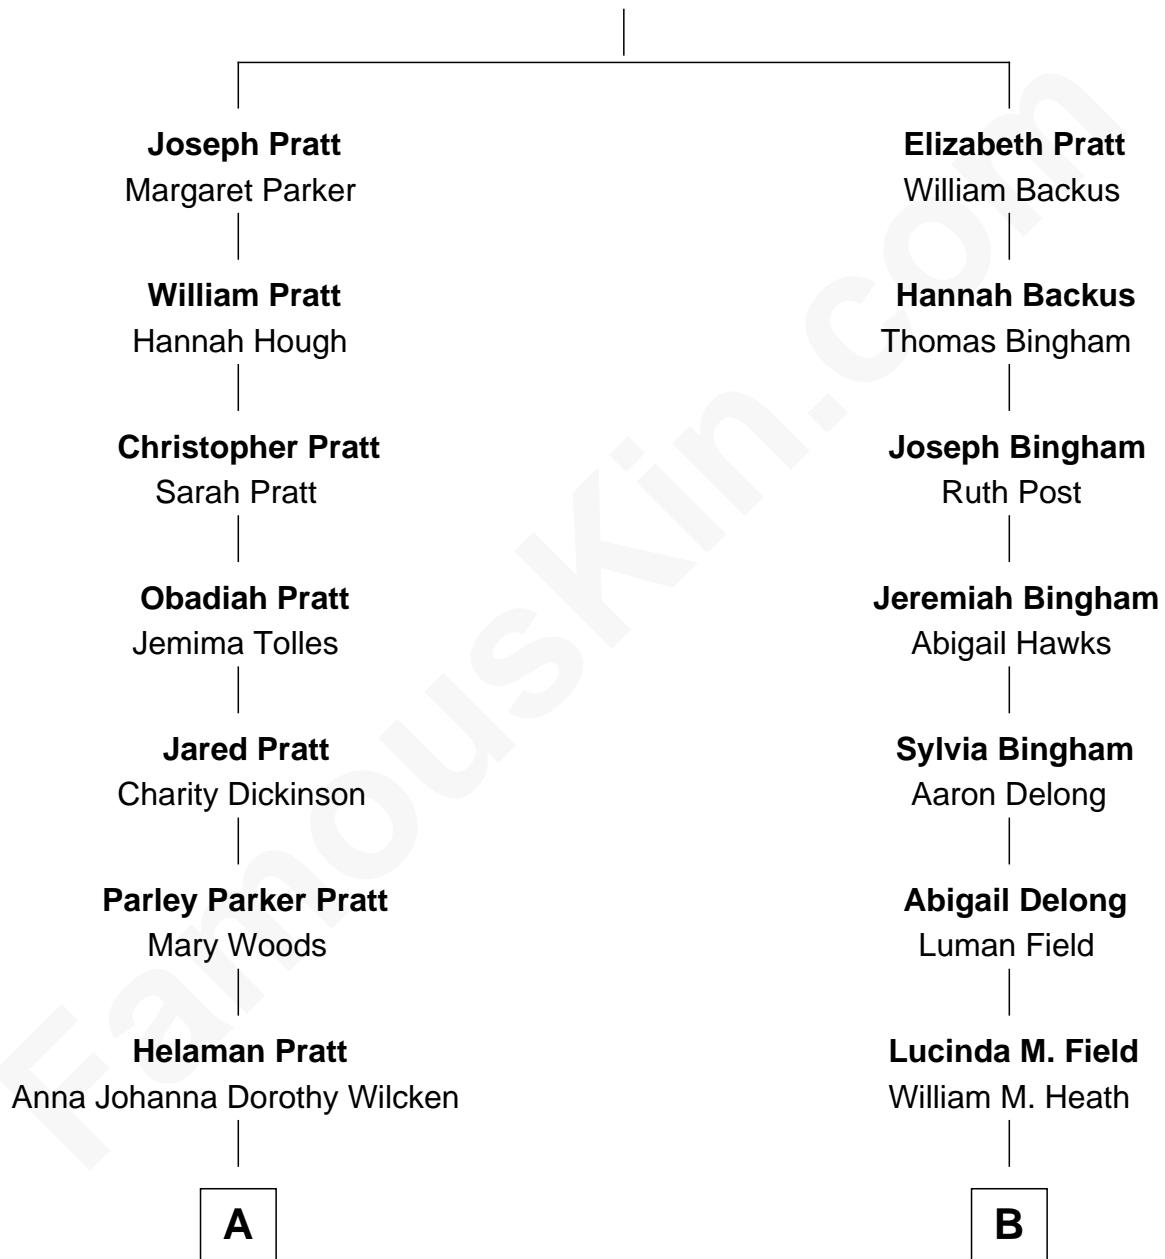 Joseph Pratt
Margaret Parker
Elizabeth Pratt
William Backus
William Pratt
Hannah Hough
Hannah Backus
Thomas Bingham
Christopher Pratt
Sarah Pratt
Joseph Bingham
Ruth Post
Obadiah Pratt
Jemima Tolles
Jeremiah Bingham
Abigail Hawks
Jared Pratt
Charity Dickinson
Sylvia Bingham
Aaron Delong
Parley Parker Pratt
Mary Woods
Abigail Delong
Luman Field
Helaman Pratt
Anna Johanna Dorothy Wilcken
Lucinda M. Field
William M. Heath
A
B
FamousKin.com